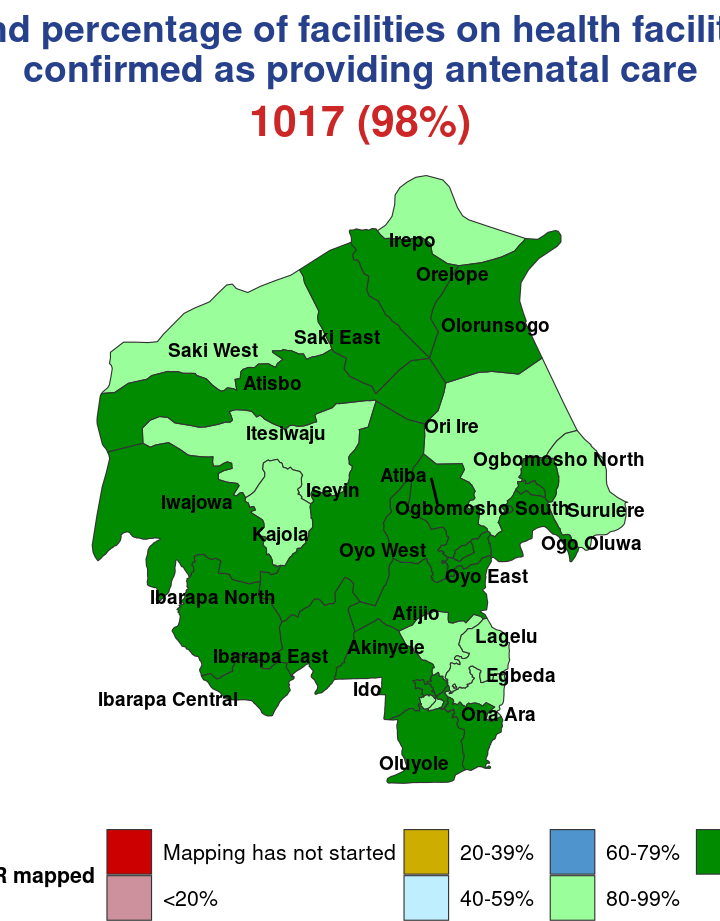 nd percentage of facilities on health facilit
confirmed as providing antenatal care
1017 (98%)
Irepo
Orelope
Olorunsogo
Saki East
Saki West
Atisbo
Ori Ire
Itesiwaju
Ogbomosho North
Atiba
Iseyin
Iwajowa
Ogbomosho South
Surulere
Kajola
Ogo Oluwa
Oyo West
Oyo East
Ibarapa North
Afijio
Lagelu
Akinyele
Ibarapa East
Egbeda
Ido
Ibarapa Central
Ona Ara
Oluyole
R mapped
Mapping has not started
20-39%
60-79%
<20%
40-59%
80-99%